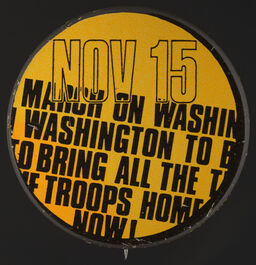 NOV 15
MARCH ON WASHIN
WASHINGTON TO B
TO BRING ALL THE T
E TROOPS HOME
NOW!